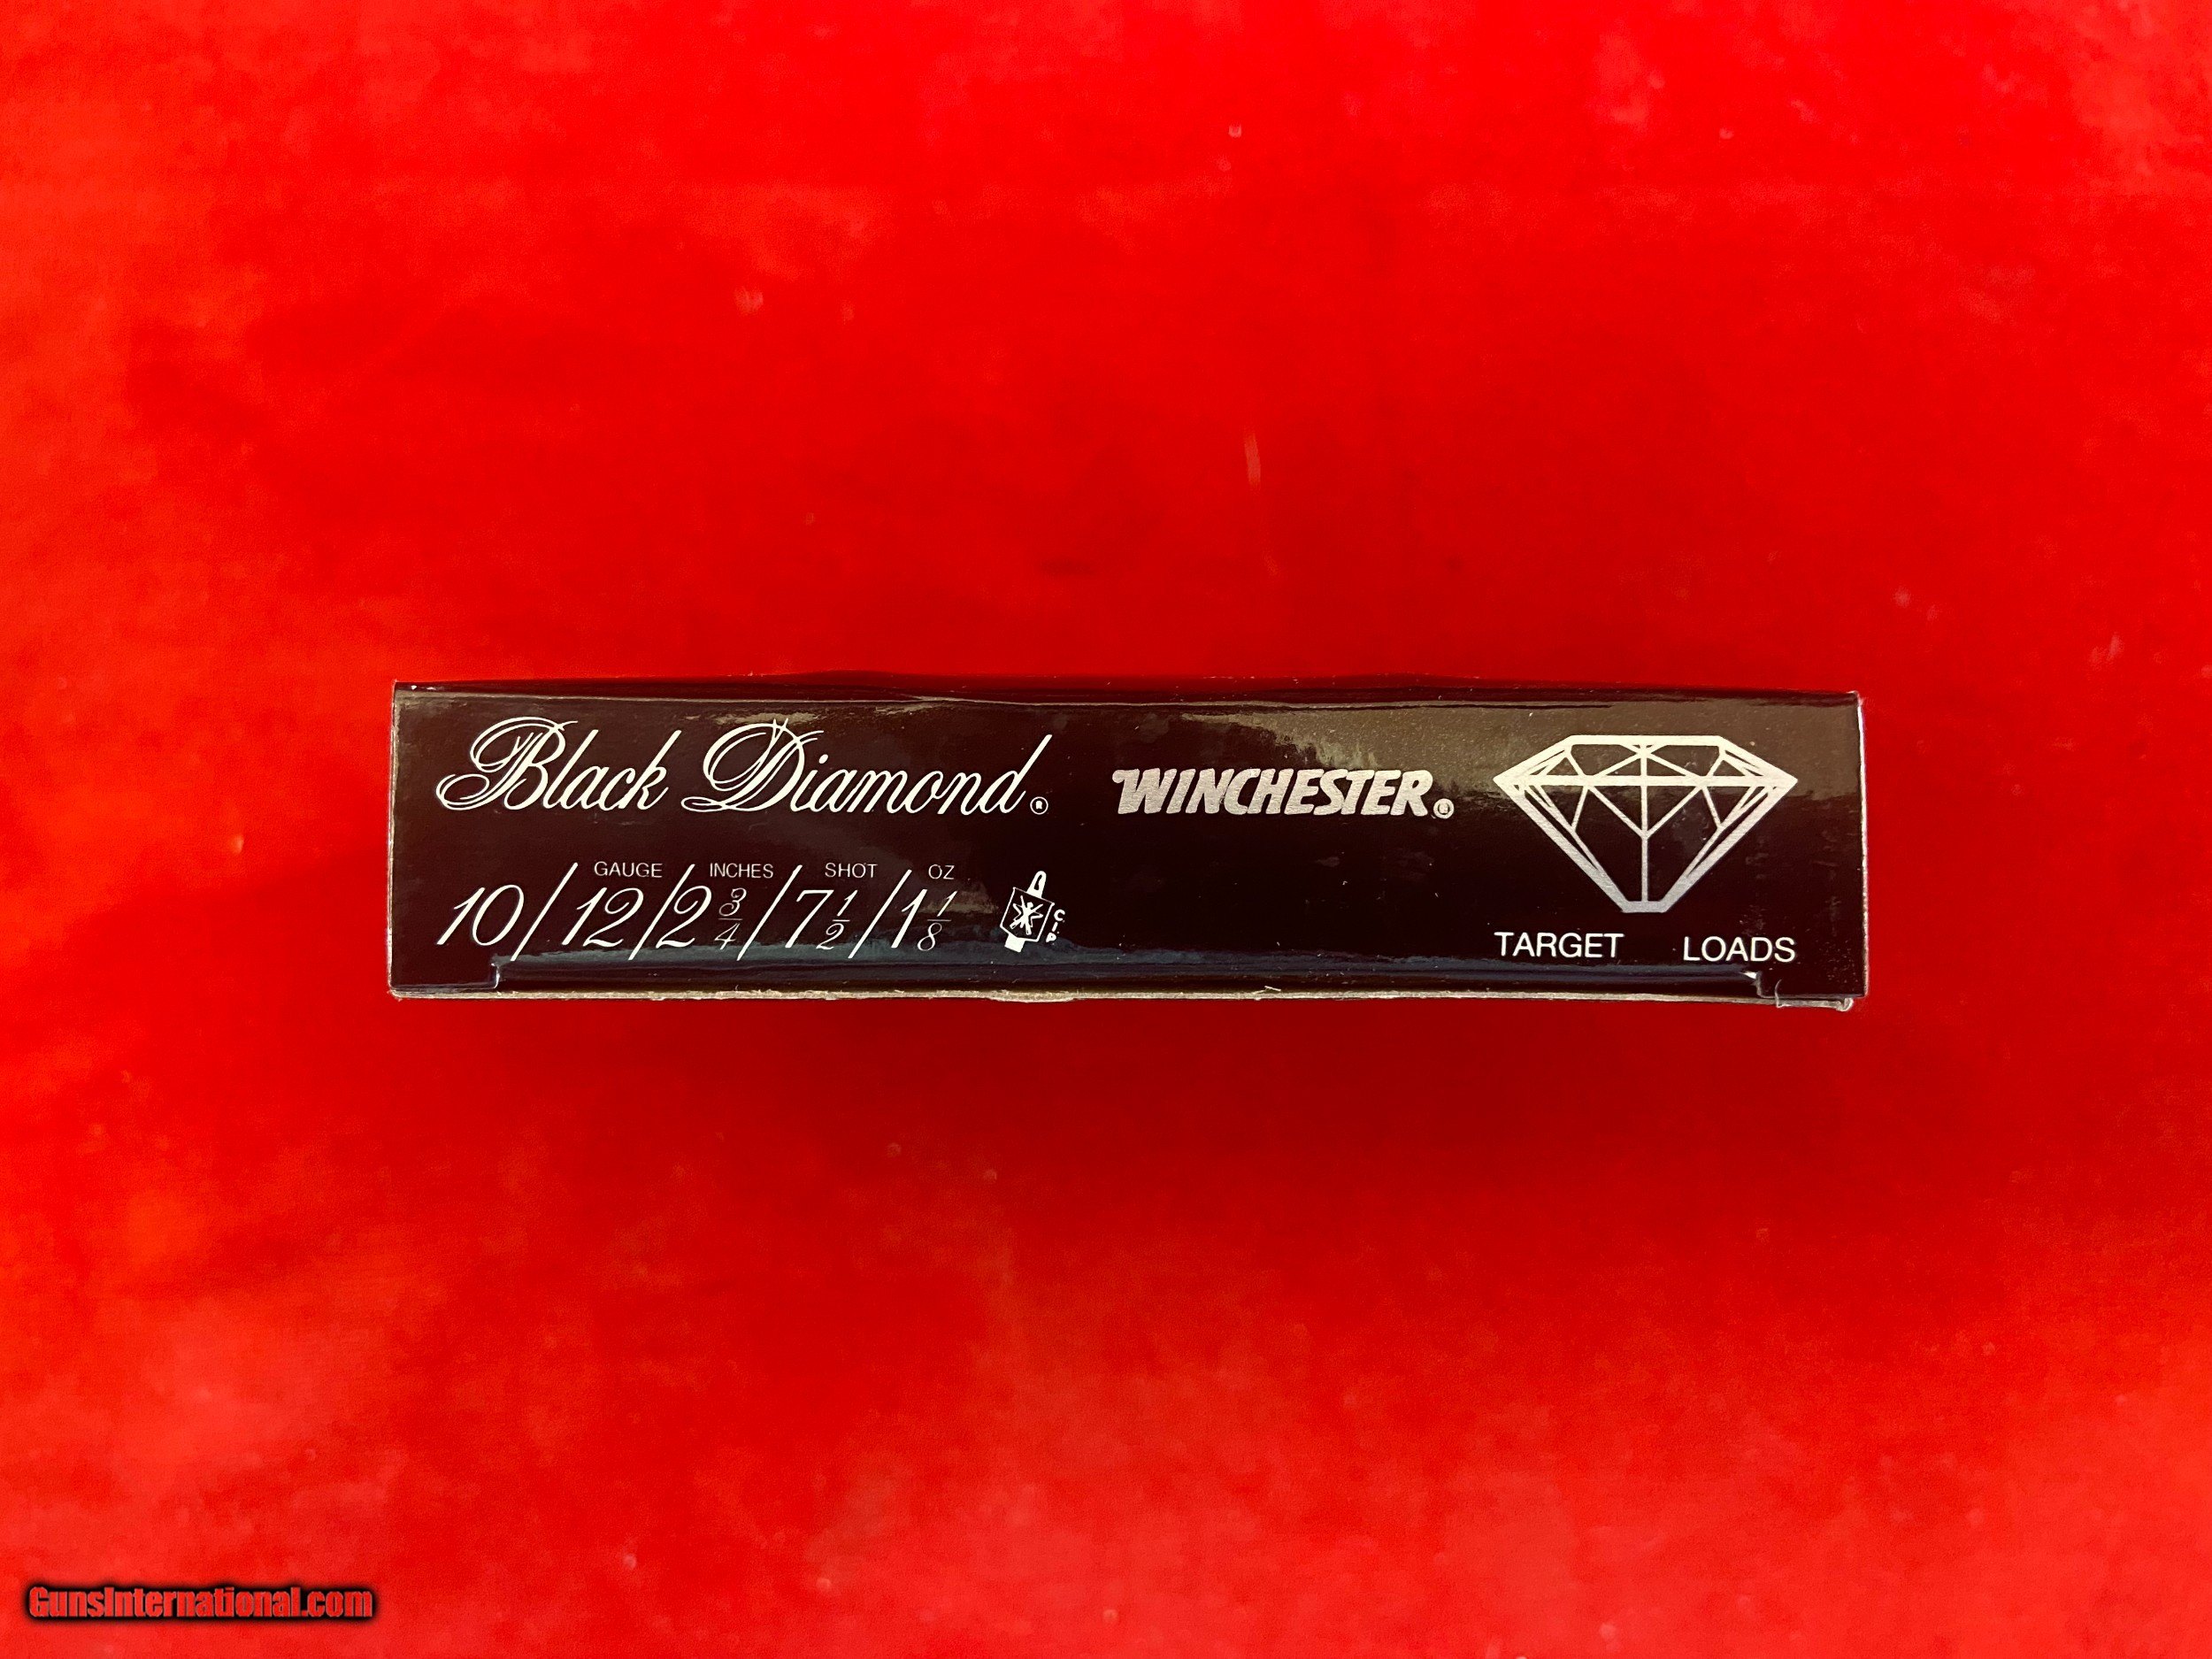 Black Diamond® WINCHESTER®
GAUGE INCHES SHOT OZ
10/12/2 3/4/7 1/2/1 1/8 C.I.P.
TARGET LOADS
GunsInternational.com